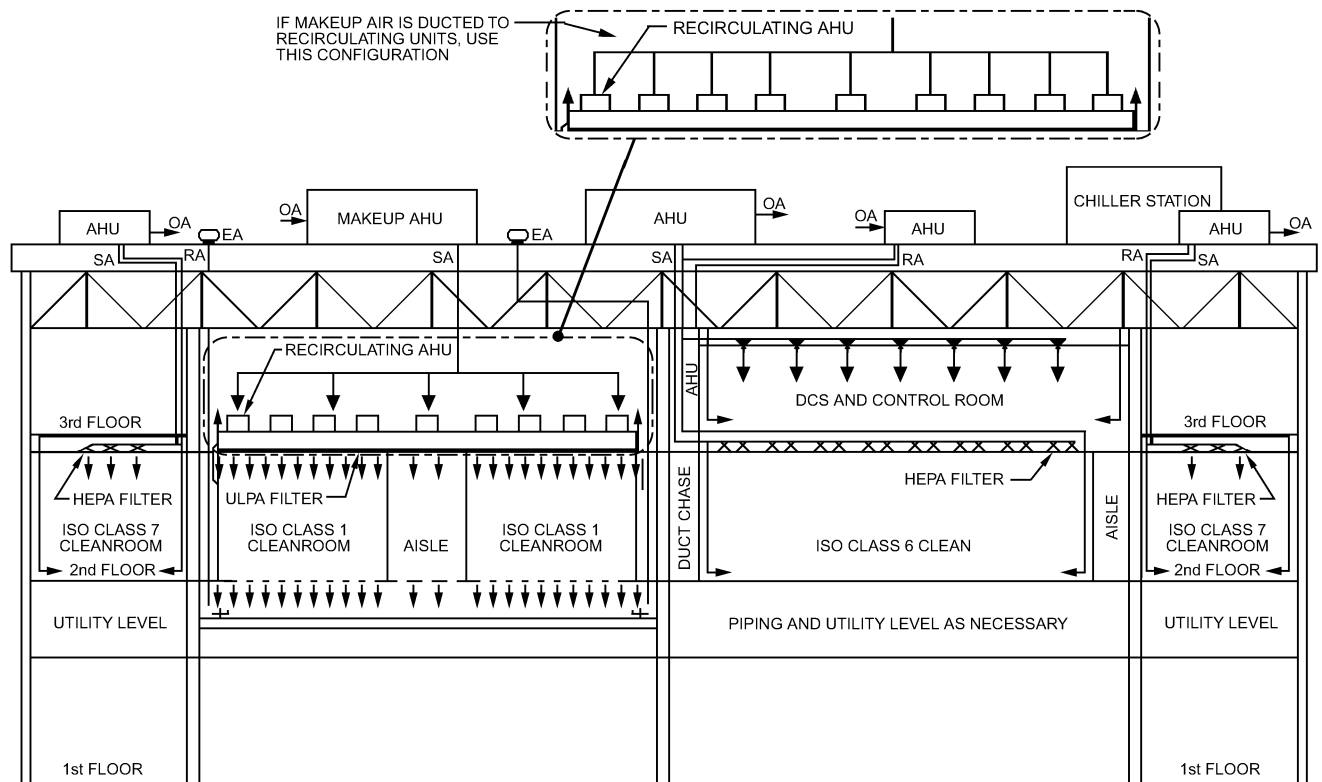 IF MAKEUP AIR IS DUCTED TO
RECIRCULATING UNITS, USE
THIS CONFIGURATION
RECIRCULATING AHU
AHU
OA
EA
OA
MAKEUP AHU
EA
AHU
OA
OA
AHU
CHILLER STATION
AHU
OA
SA
RA
SA
SA
RA
RA
SA
RECIRCULATING AHU
AHU
DCS AND CONTROL ROOM
3rd FLOOR
3rd FLOOR
HEPA FILTER
ULPA FILTER
HEPA FILTER
HEPA FILTER
ISO CLASS 7
CLEANROOM
ISO CLASS 1
CLEANROOM
AISLE
ISO CLASS 1
CLEANROOM
DUCT CHASE
ISO CLASS 6 CLEAN
AISLE
ISO CLASS 7
CLEANROOM
2nd FLOOR
2nd FLOOR
UTILITY LEVEL
PIPING AND UTILITY LEVEL AS NECESSARY
UTILITY LEVEL
1st FLOOR
1st FLOOR